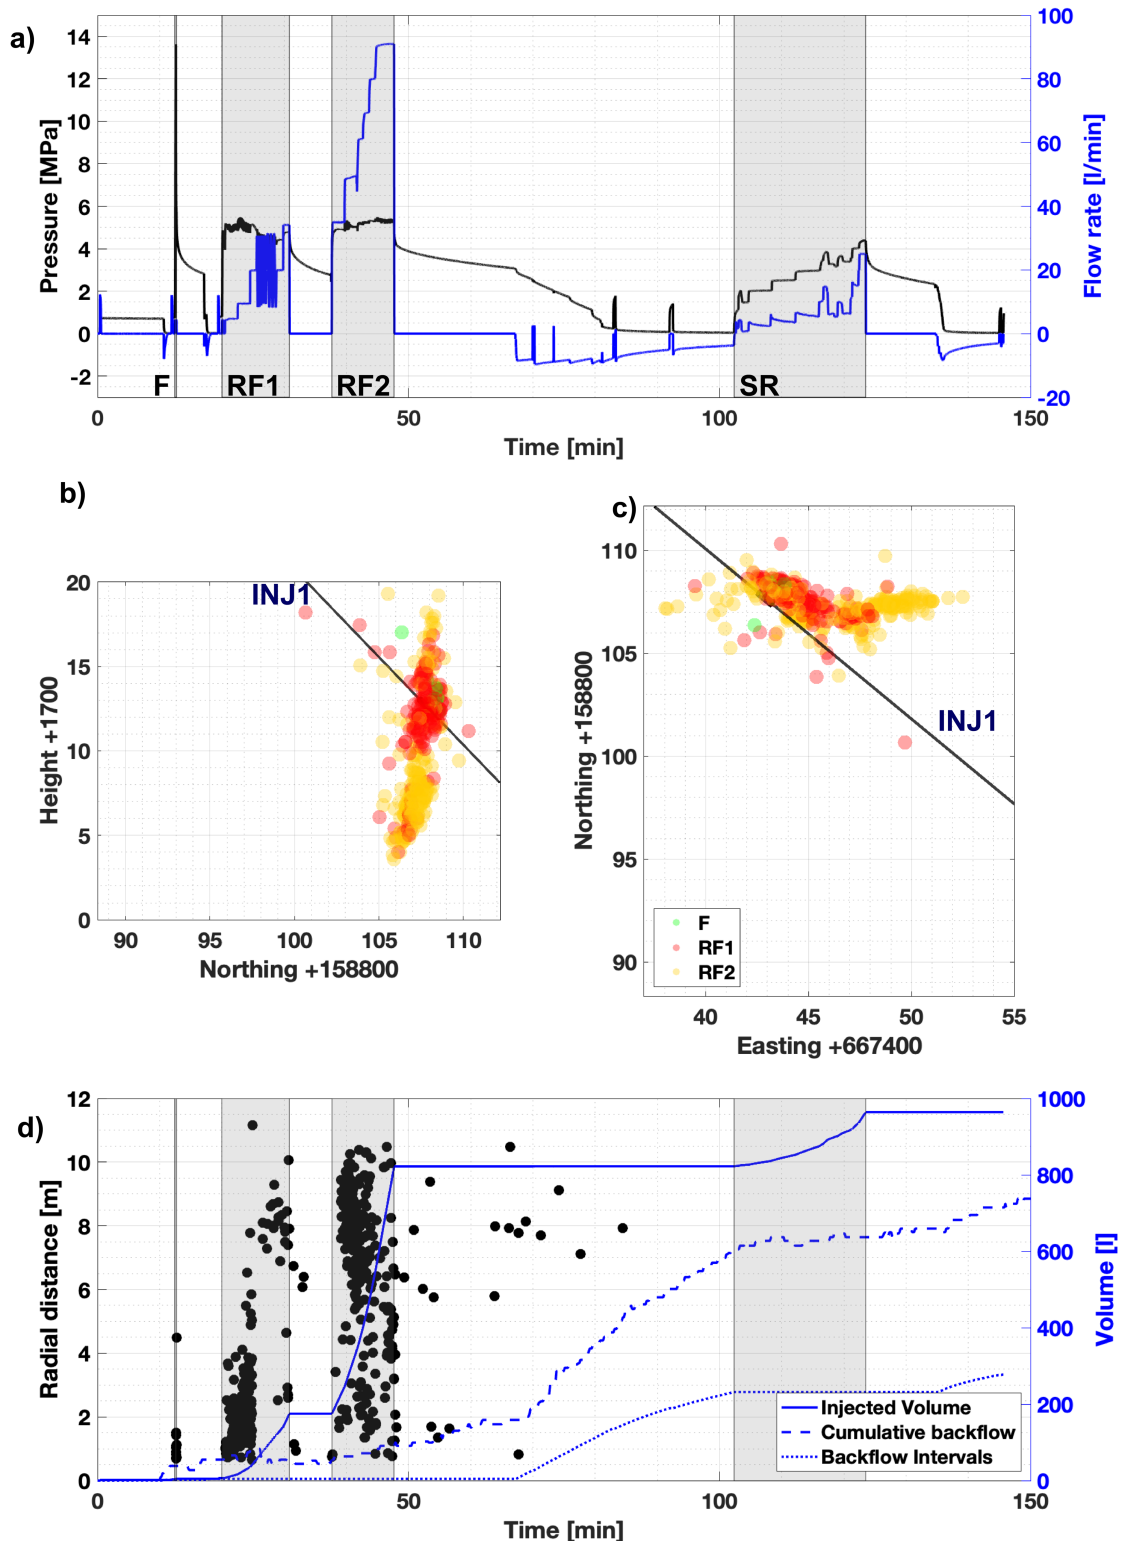 a)
14
12
10
8
6
4
2
0
-2
Pressure [MPa]
100
80
60
40
20
0
-20
Flow rate [l/min]
F
RF1
RF2
SR
0
50
100
150
Time [min]
b)
20
15
10
5
0
Height +1700
INJ1
90
95
100
105
110
Northing +158800
c)
110
105
100
95
90
Northing +158800
INJ1
F
RF1
RF2
40
45
50
55
Easting +667400
d)
12
10
8
6
4
2
0
Radial distance [m]
1000
800
600
400
200
0
Volume [l]
Injected Volume
Cumulative backflow
Backflow Intervals
0
50
100
150
Time [min]